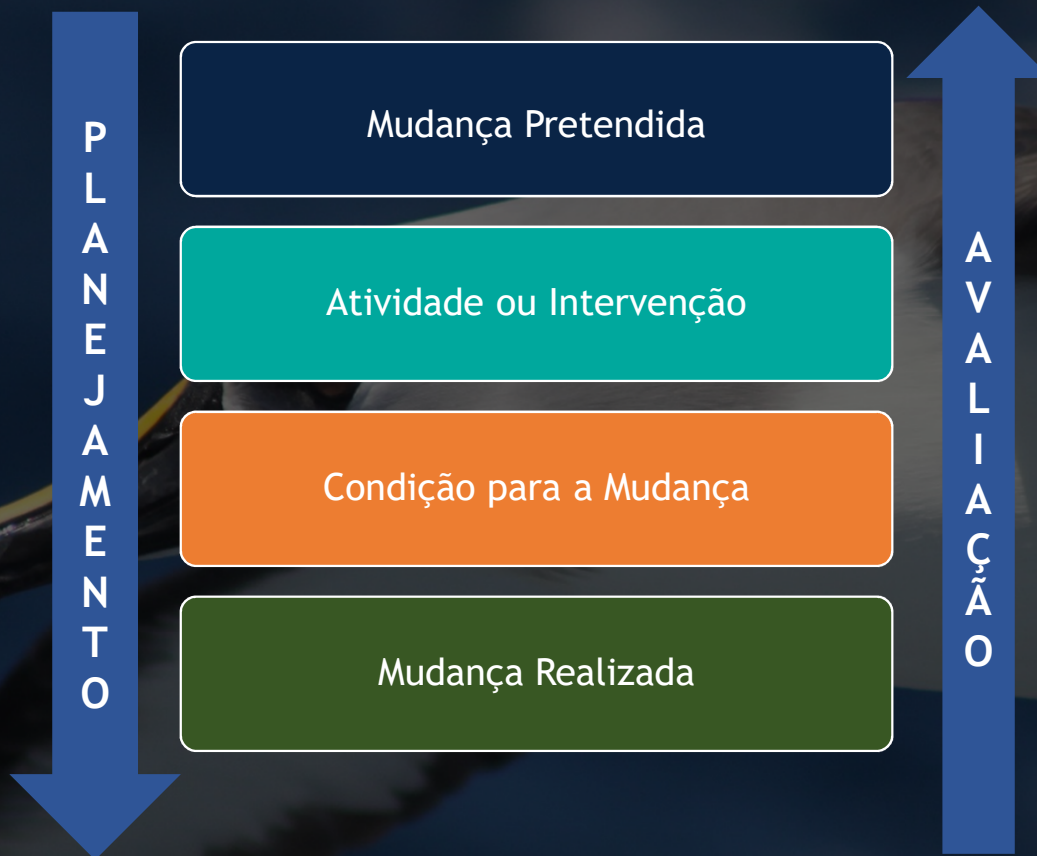 PLANEJAMENTO
Mudança Pretendida
Atividade ou Intervenção
Condição para a Mudança
Mudança Realizada
AVALIAÇÃO